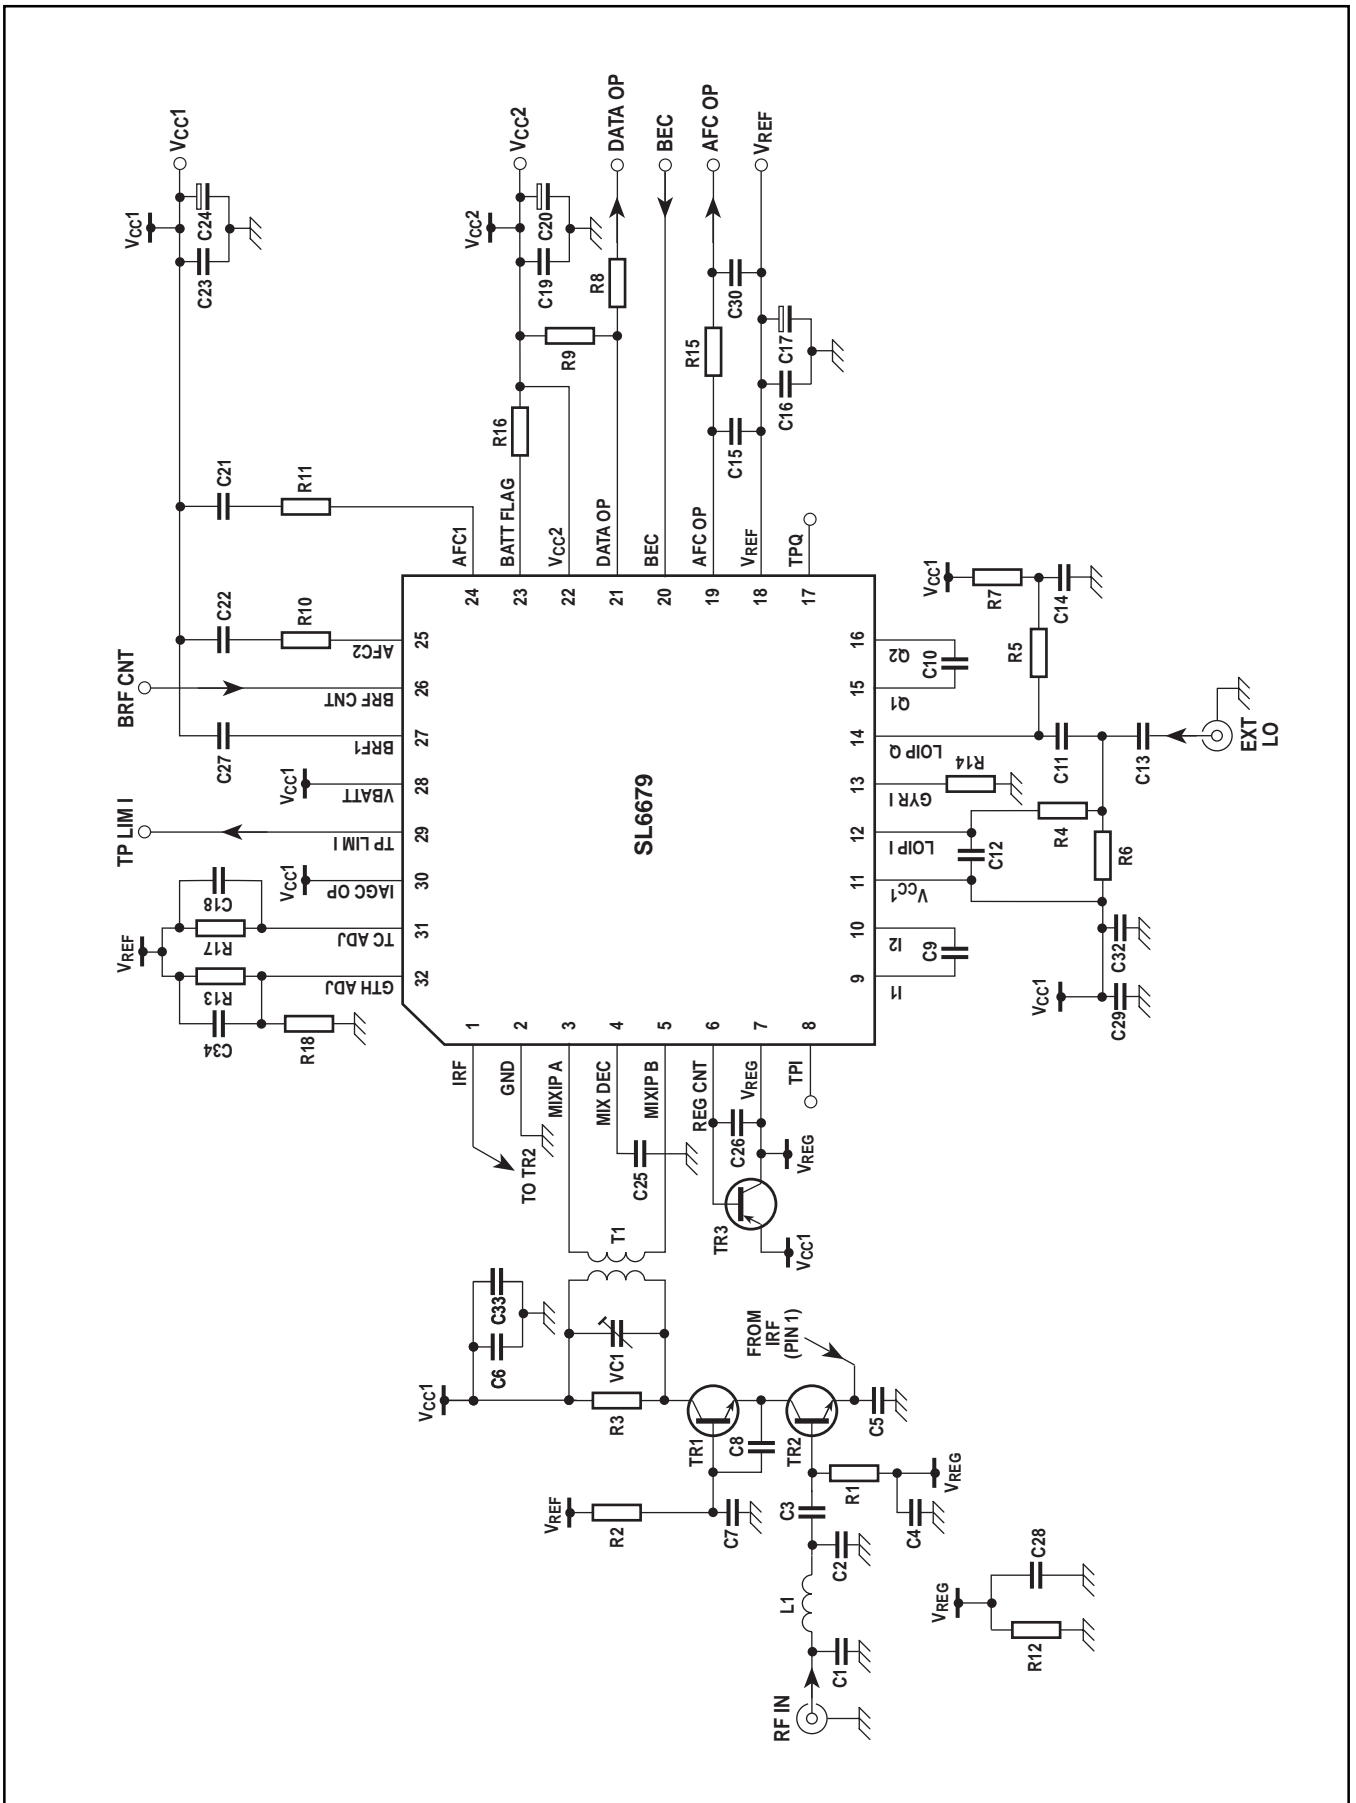 VCC1
VCC1
C23
C24
VCC2
VCC2
C19
C20
DATA OP
R8
R9
BEC
AFC OP
R15
C30
C15
VREF
C16
C17
R16
C21
R11
C22
R10
BRF CNT
C27
VCC1
TP LIM I
VCC1
C18
R17
VREF
R13
C34
R18
AFC1
24
BATT FLAG
23
VCC2
22
DATA OP
21
BEC
20
AFC OP
19
VREF
18
TPQ
17
AFC2
25
BRF CNT
26
BRF1
27
VBATT
28
TP LIM I
29
IAGC OP
30
TC ADJ
31
GTH ADJ
32
SL6679
16
Q2
15
Q1
14
LOIP Q
13
GYR I
12
LOIP I
11
VCC1
10
I2
9
I1
C10
VCC1
R7
C14
R5
C11
C13
EXT
LO
R14
R4
C12
R6
C9
C32
C29
VCC1
1
IRF
2
GND
3
MIXIP A
4
MIX DEC
5
MIXIP B
6
REG CNT
7
VREG
8
TPI
TO TR2
C25
C26
TR3
VREG
VCC1
T1
C33
C6
VC1
VCC1
R3
TR1
C8
TR2
C5
FROM
IRF
(PIN 1)
VREF
R2
C7
C3
R1
C4
VREG
C2
L1
C1
RF IN
VREG
C28
R12